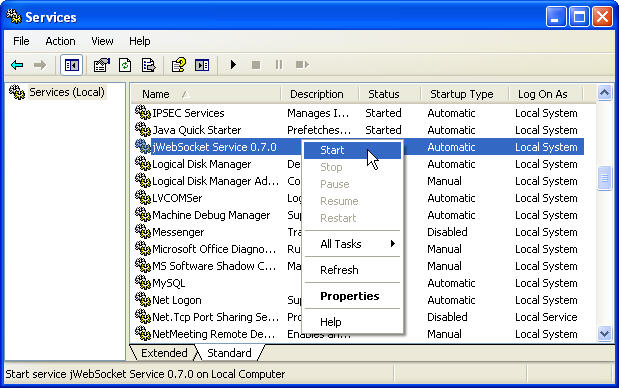 Services
File Action View Help
Services (Local)
Name Description Status Startup Type Log On As
IPSEC Services Manages I... Started Automatic Local System
Java Quick Starter Prefetches... Started Automatic Local System
jWebSocket Service 0.7.0 Automatic Local System
Logical Disk Manager De Automatic Local System
Logical Disk Manager Ad... Co Manual Local System
LVCOMSer Log Automatic Local System
Machine Debug Manager Sup Automatic Local System
Messenger Tra Disabled Local System
Microsoft Office Diagno... Ru Manual Local System
MS Software Shadow C... Ma Manual Local System
MySQL Automatic Local System
Net Logon Sup Automatic Local System
Net.Tcp Port Sharing Se... Pro Disabled Local Service
NetMeeting Remote De... Enables an Manual Local System
Start
Stop
Pause
Resume
Restart
All Tasks
Refresh
Properties
Help
Extended Standard
Start service jWebSocket Service 0.7.0 on Local Computer